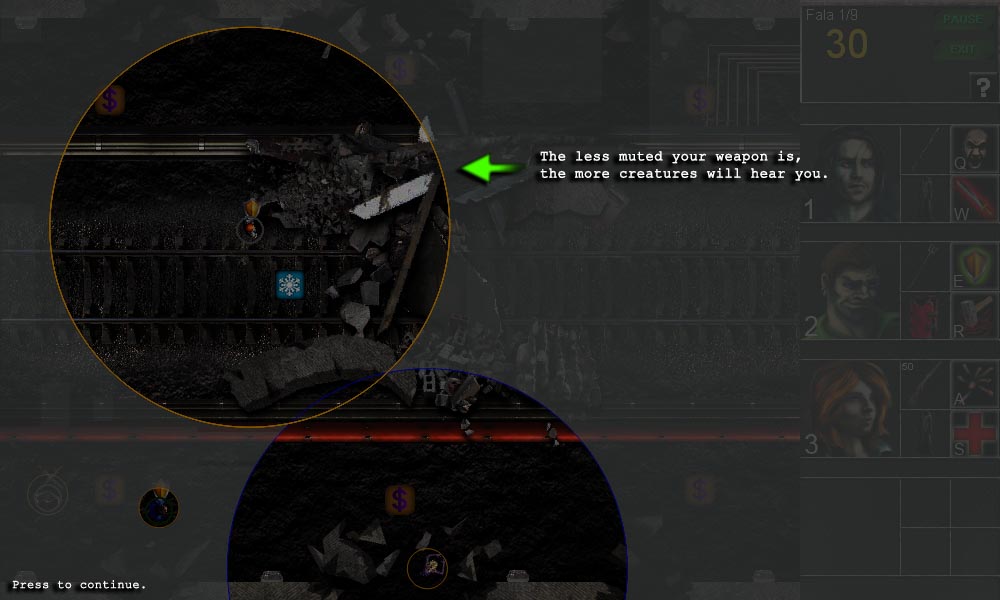 Fala 1/9
30
PAUSE
EXIT
?
$
$
$
The less muted your weapon is,
the more creatures will hear you.
1
Q
W
2
E
R
3
50
A
S
$
$
$
Press to continue.